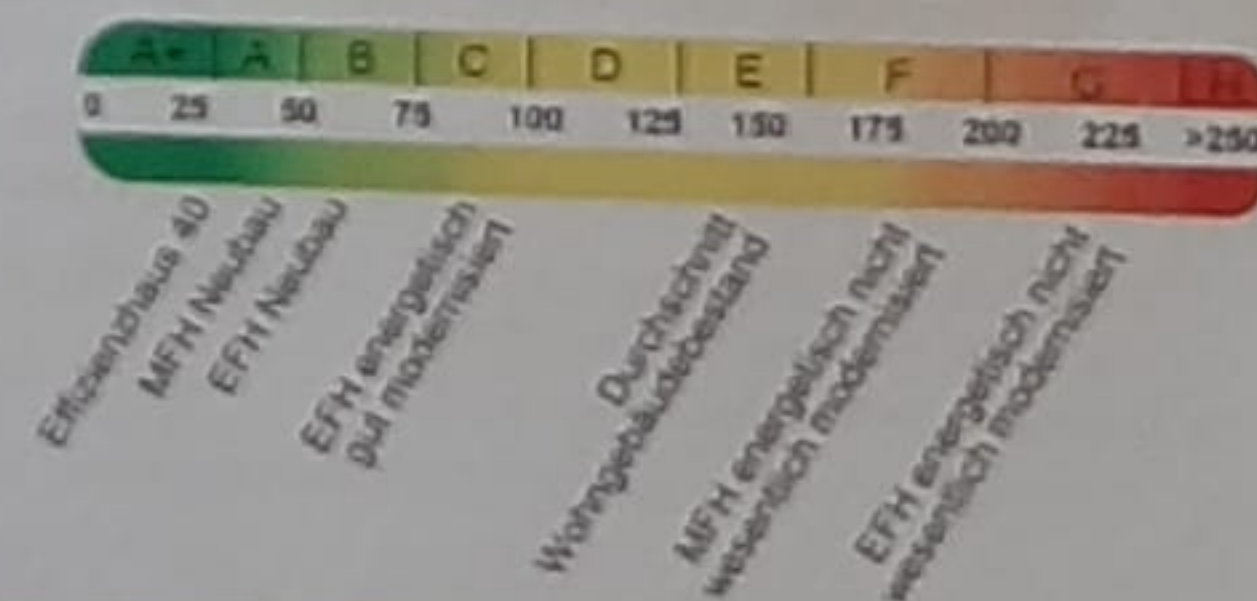 A+ A B C D E F G H
0 25 50 75 100 125 150 175 200 225 >250
Effizienzhaus 40
MFH Neubau
EFH Neubau
EFH energetisch
gut modernisiert
Durchschnitt
Wohngebäudebestand
MFH energetisch nicht
wesentlich modernisiert
EFH energetisch nicht
wesentlich modernisiert